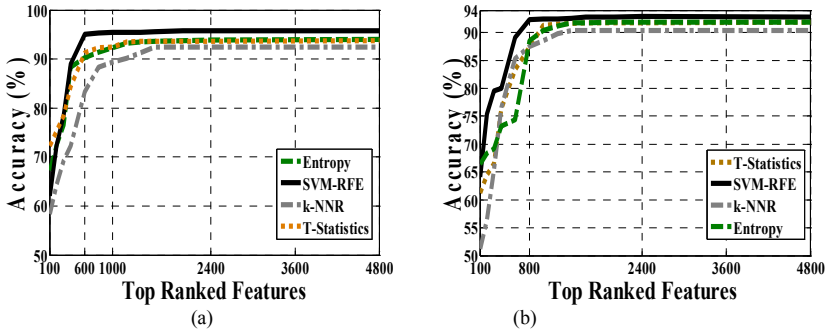 100
90
80
70
60
50
Accuracy (%)
100 600 1000 2400 3600 4800
Top Ranked Features
Entropy
SVM-RFE
k-NNR
T-Statistics
(a)
94
90
85
80
75
70
65
60
55
50
Accuracy (%)
100 800 2400 3600 4800
Top Ranked Features
T-Statistics
SVM-RFE
k-NNR
Entropy
(b)